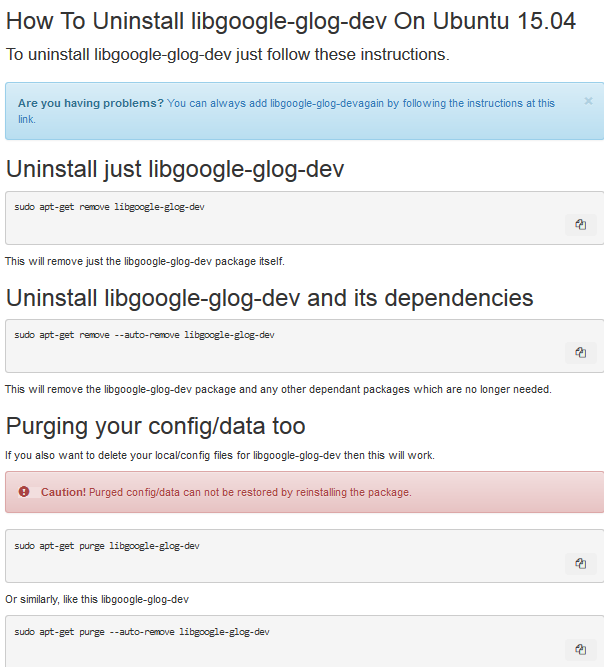 How To Uninstall libgoogle-glog-dev On Ubuntu 15.04
To uninstall libgoogle-glog-dev just follow these instructions.
Are you having problems? You can always add libgoogle-glog-devagain by following the instructions at this
link.
×
Uninstall just libgoogle-glog-dev
sudo apt-get remove libgoogle-glog-dev
This will remove just the libgoogle-glog-dev package itself.
Uninstall libgoogle-glog-dev and its dependencies
sudo apt-get remove --auto-remove libgoogle-glog-dev
This will remove the libgoogle-glog-dev package and any other dependant packages which are no longer needed.
Purging your config/data too
If you also want to delete your local/config files for libgoogle-glog-dev then this will work.
Caution! Purged config/data can not be restored by reinstalling the package.
sudo apt-get purge libgoogle-glog-dev
Or similarly, like this libgoogle-glog-dev
sudo apt-get purge --auto-remove libgoogle-glog-dev